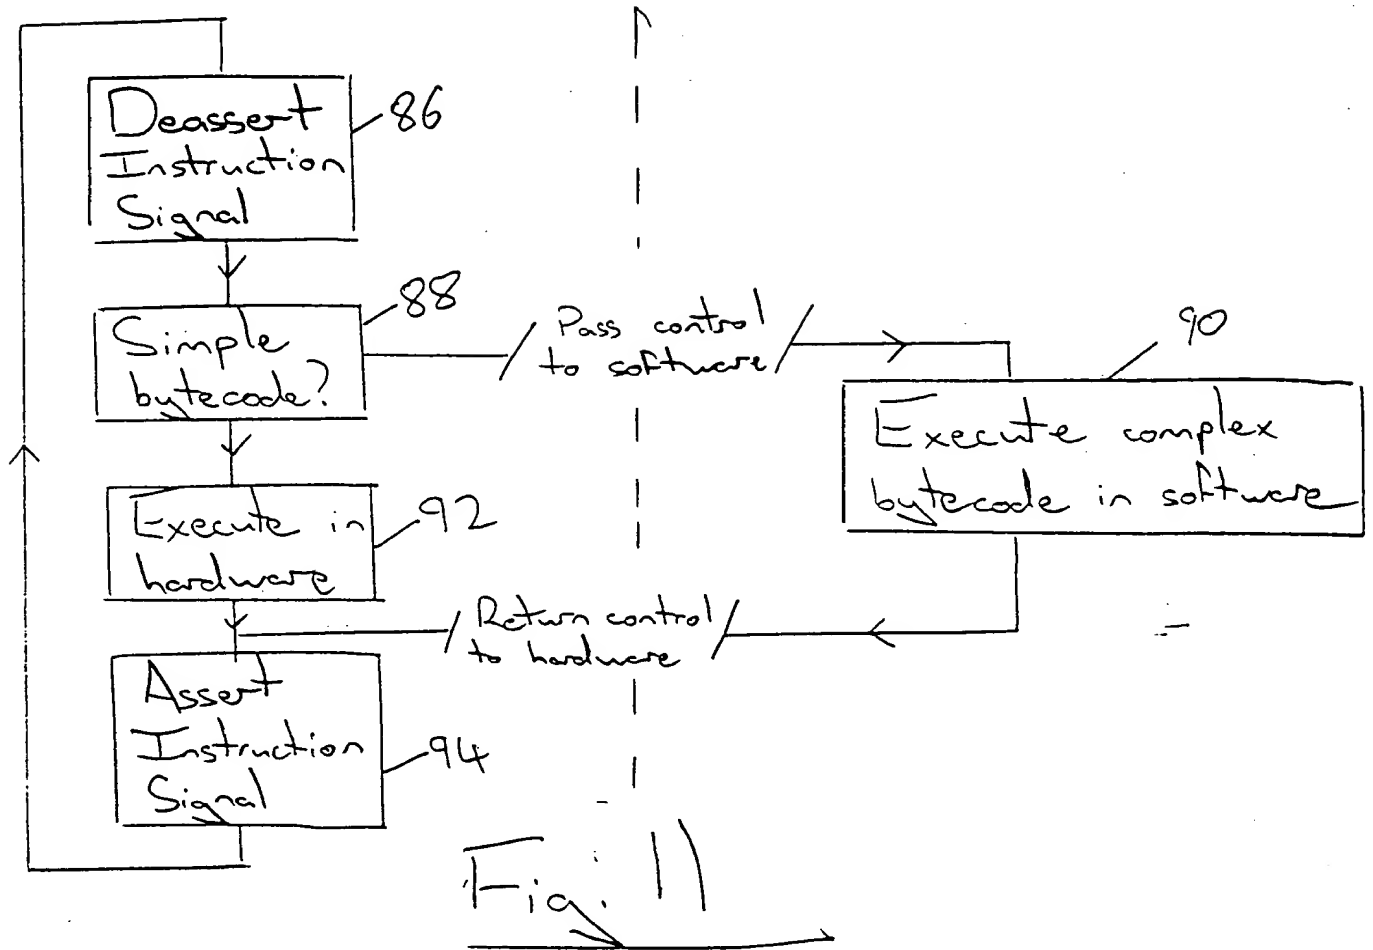 Deassert
Instruction
Signal
86
Simple
bytecode?
88
Pass control
to software
90
Execute complex
bytecode in software
Execute in
hardware
92
Return control
to hardware
Assert
Instruction
Signal
94
Fig. 11